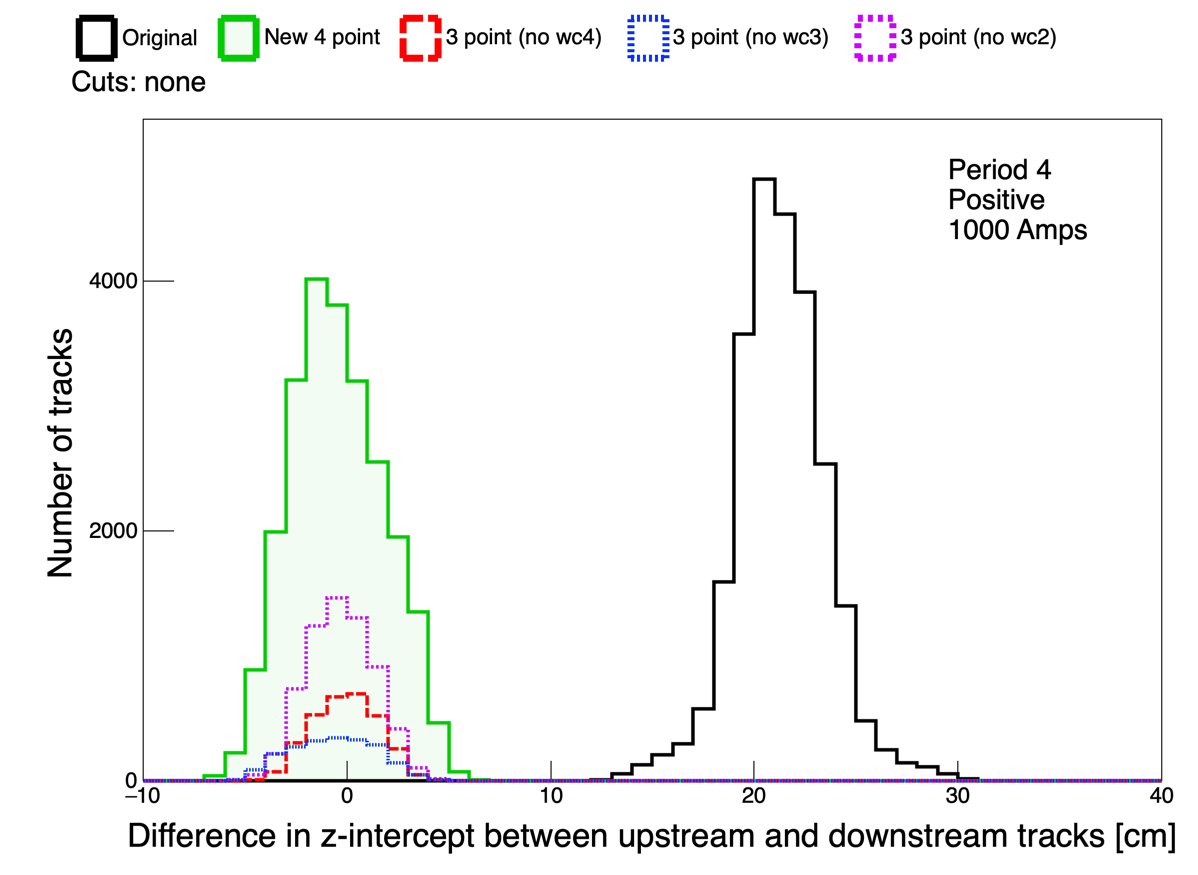 Original New 4 point 3 point (no wc4) 3 point (no wc3) 3 point (no wc2)
Cuts: none
Period 4
Positive
1000 Amps
Number of tracks
4000
2000
0
−10 0 10 20 30 40
Difference in z-intercept between upstream and downstream tracks [cm]